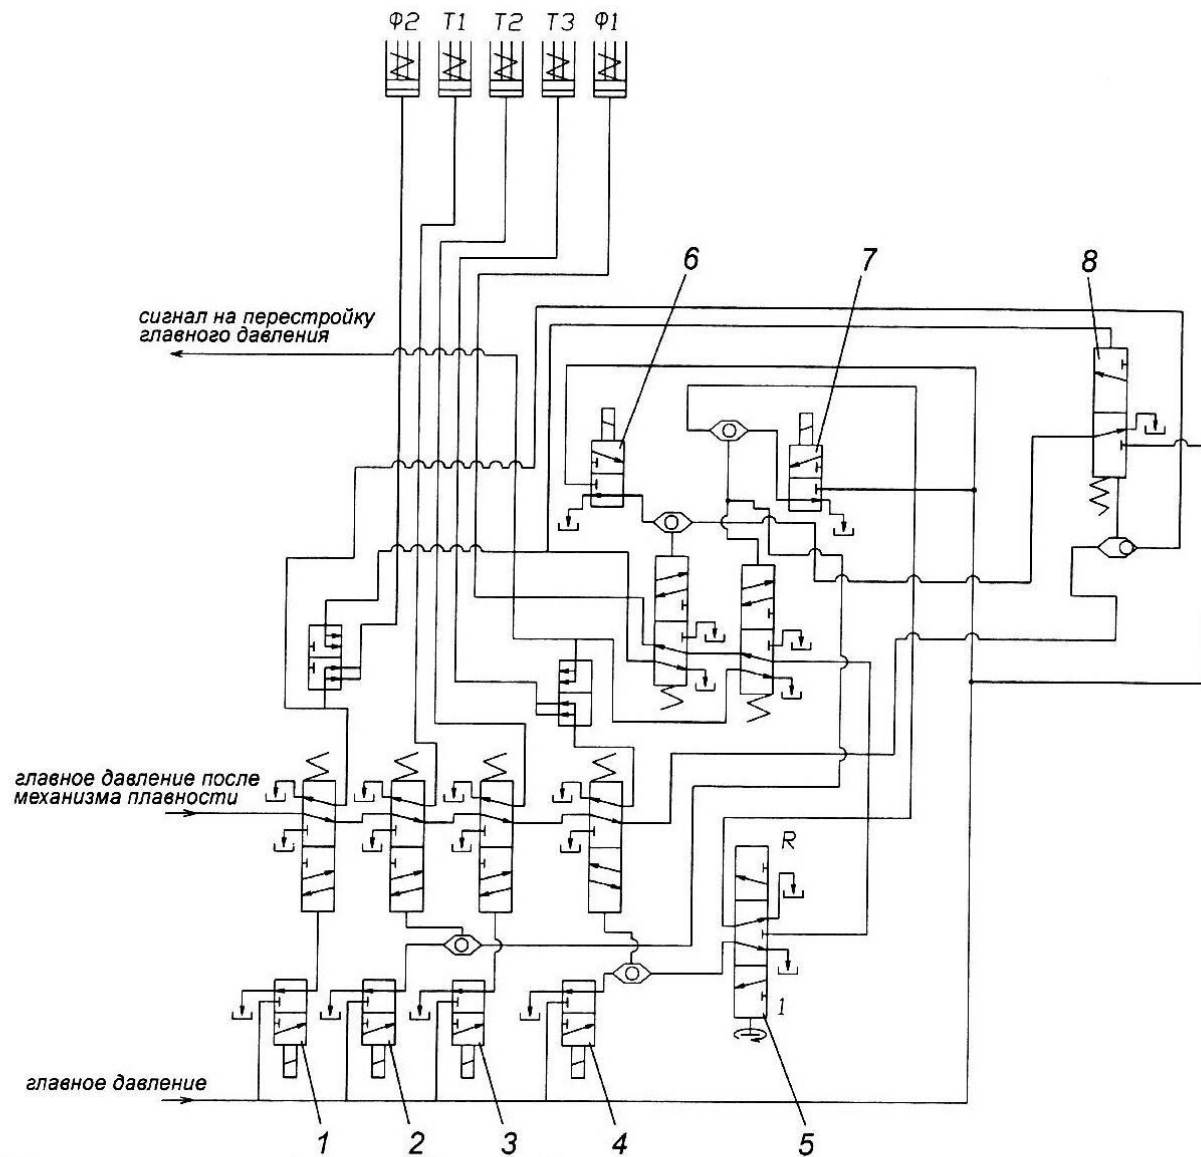 Ф2 Т1 Т2 Т3 Ф1
6 7 8
сигнал на перестройку
главного давления
главное давление после
механизма плавности
R
1
главное давление
1 2 3 4 5